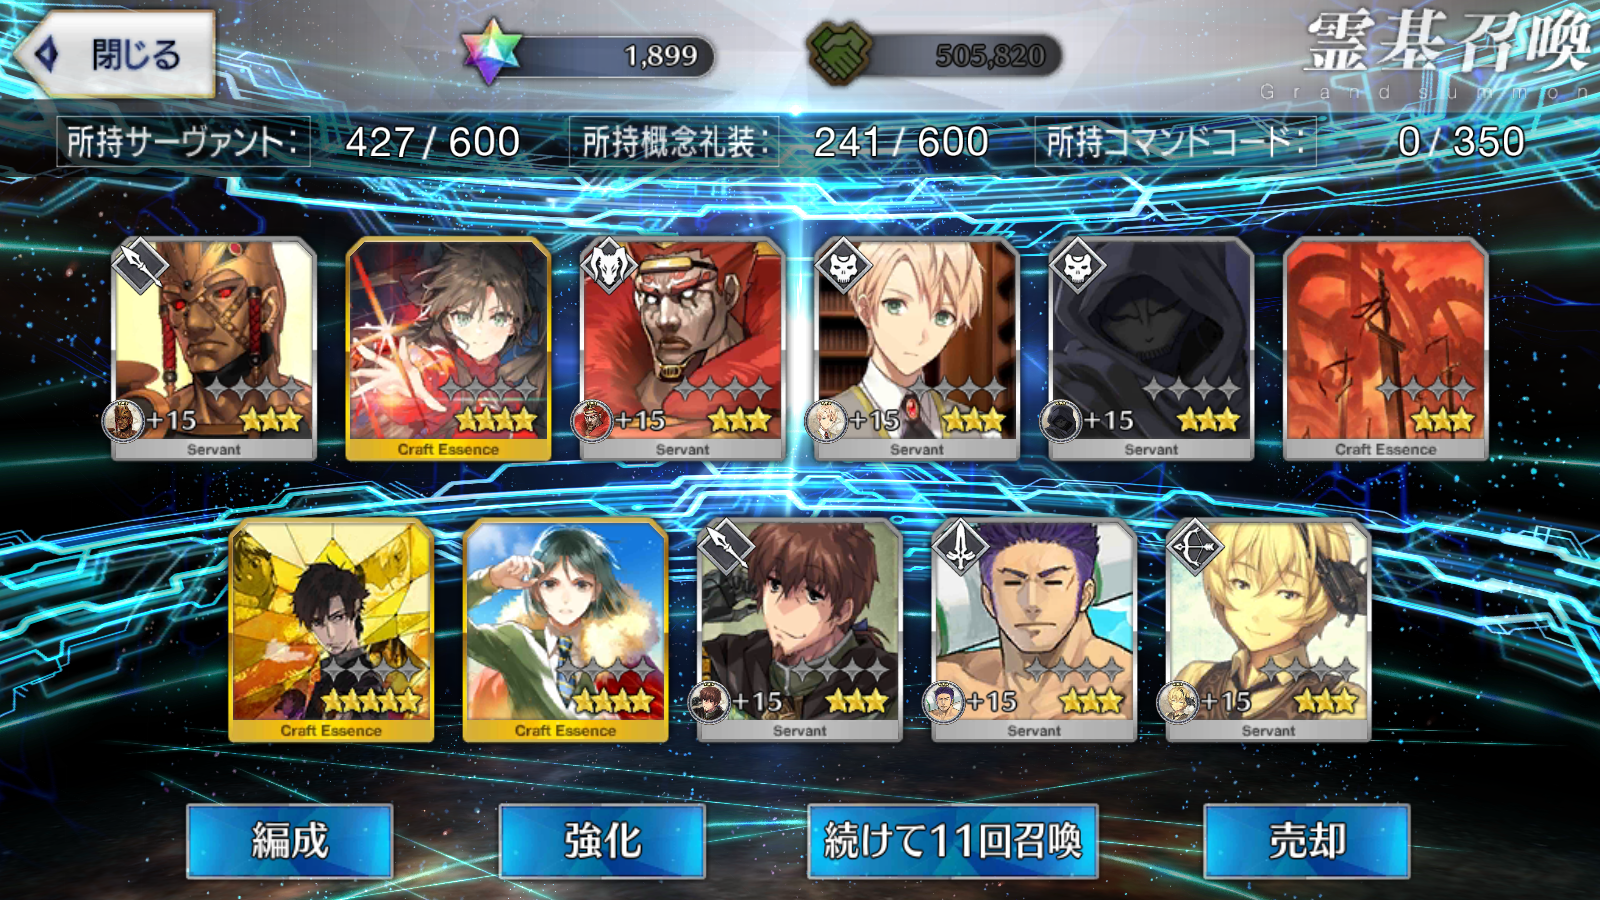 閉じる
1,899
505,820
霊基召喚
Grand summon
所持サーヴァント:
427 / 600
所持概念礼装:
241 / 600
所持コマンドコード:
0 / 350
+15
Servant
Craft Essence
+15
Servant
+15
Servant
+15
Servant
Craft Essence
Craft Essence
Craft Essence
+15
Servant
+15
Servant
+15
Servant
編成
強化
続けて11回召喚
売却